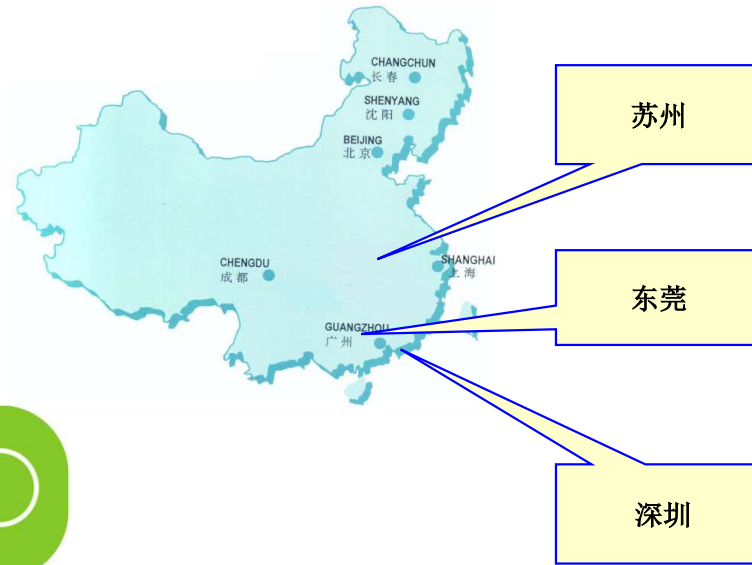 CHANGCHUN
长春
SHENYANG
沈阳
BEIJING
北京
苏州
CHENGDU
成都
SHANGHAI
上海
东莞
GUANGZHOU
广州
深圳